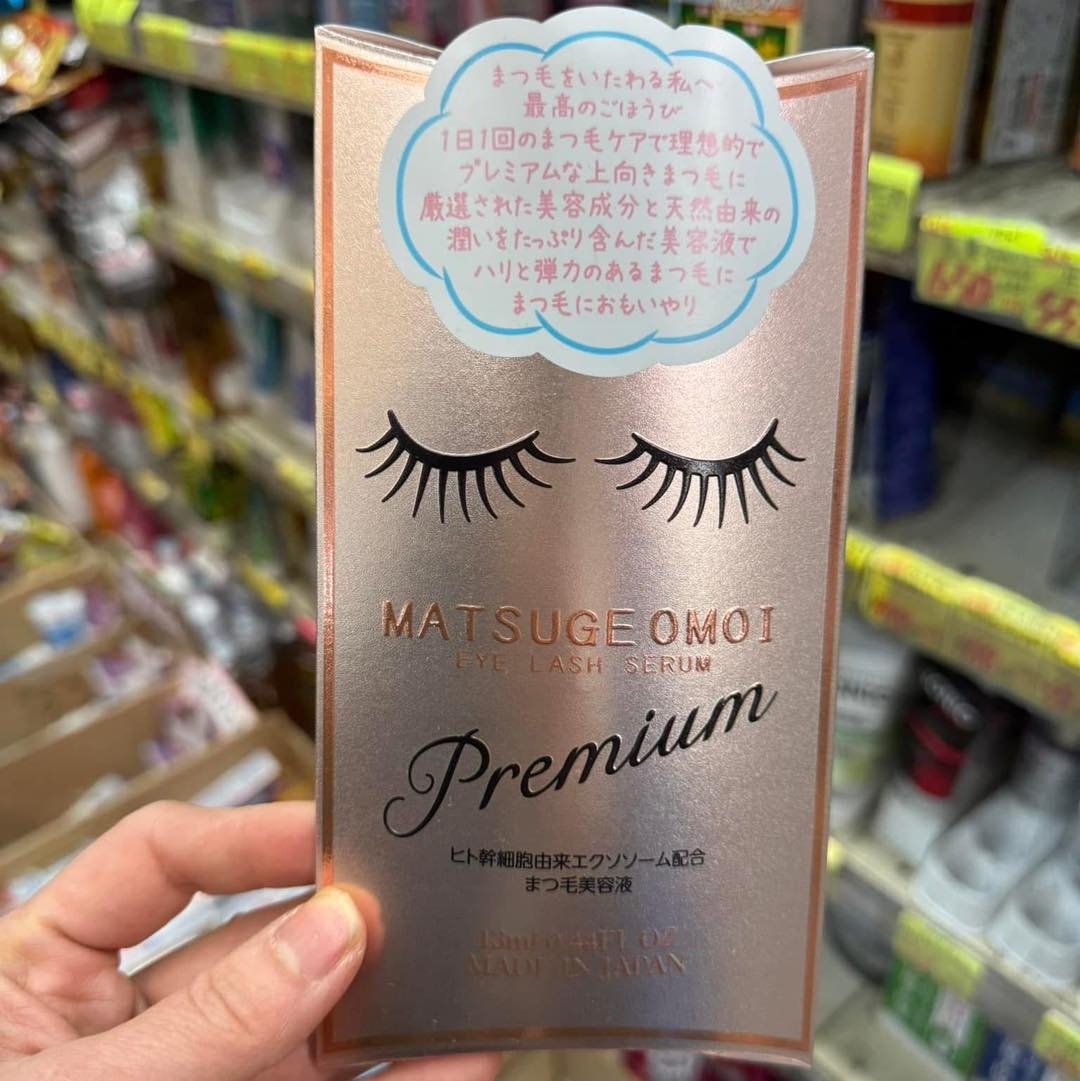 まつ毛をいたわる私へ
最高のごほうび
1日1回のまつ毛ケアで理想的で
プレミアムな上向きまつ毛に
厳選された美容成分と天然由来の
潤いをたっぷり含んだ美容液で
ハリと弾力のあるまつ毛に
まつ毛におもいやり
MATSUGE OMOI
EYE LASH SERUM
Premium
ヒト幹細胞由来エクソソーム配合
まつ毛美容液
13ml 0.44FL OZ
MADE IN JAPAN